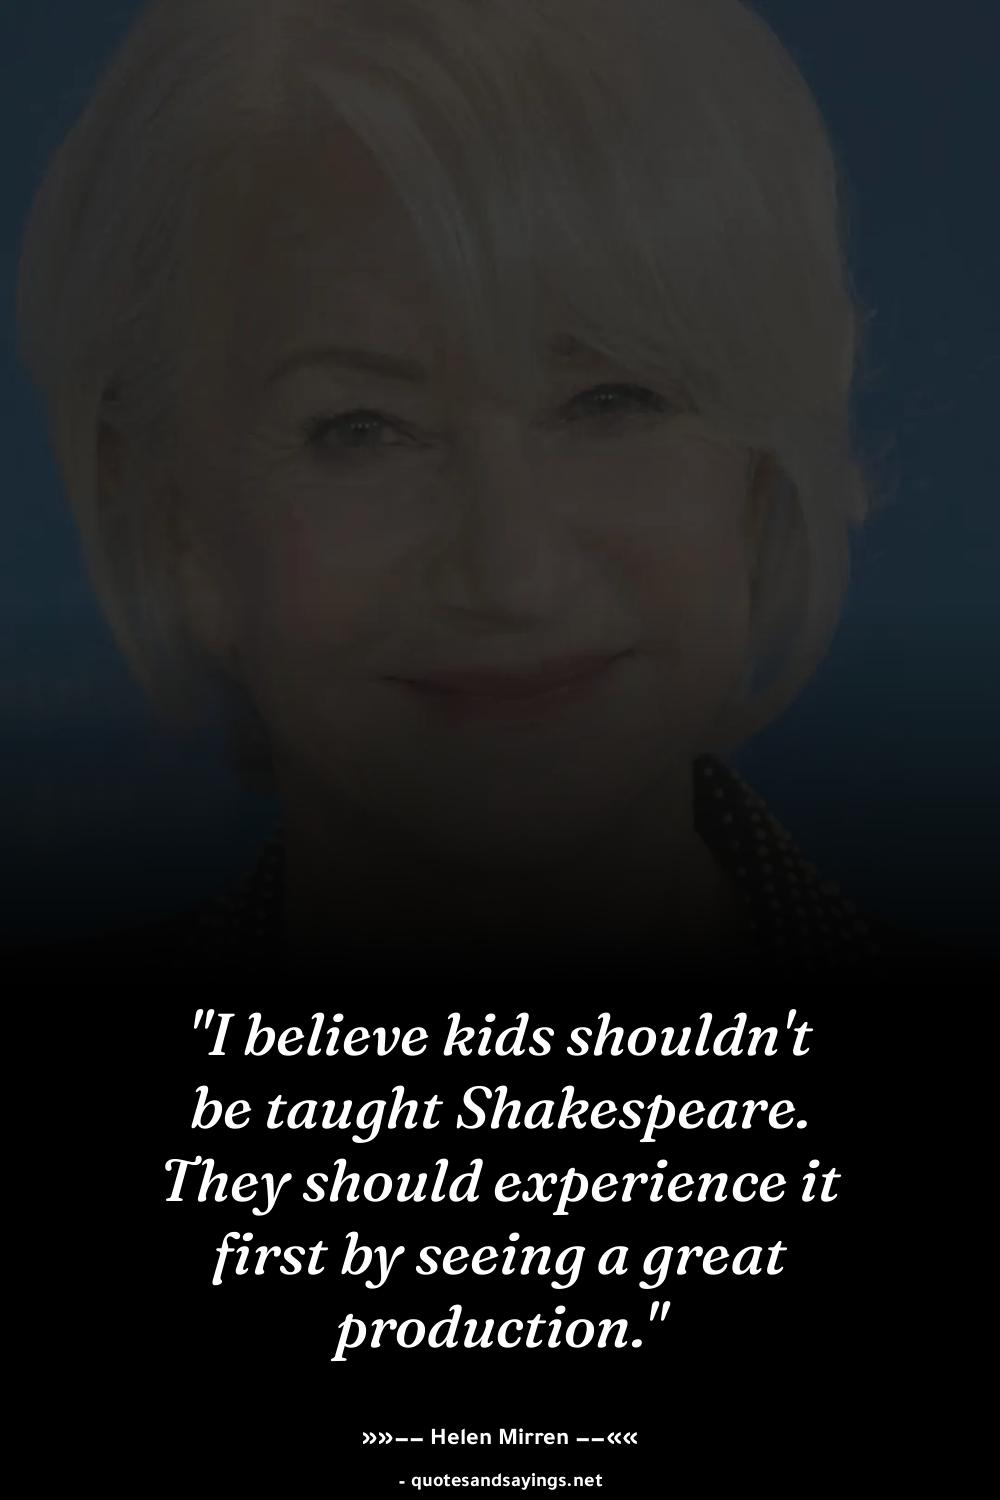 "I believe kids shouldn't
be taught Shakespeare.
They should experience it
first by seeing a great
production."
»»−− Helen Mirren −−««
- quotesandsayings.net